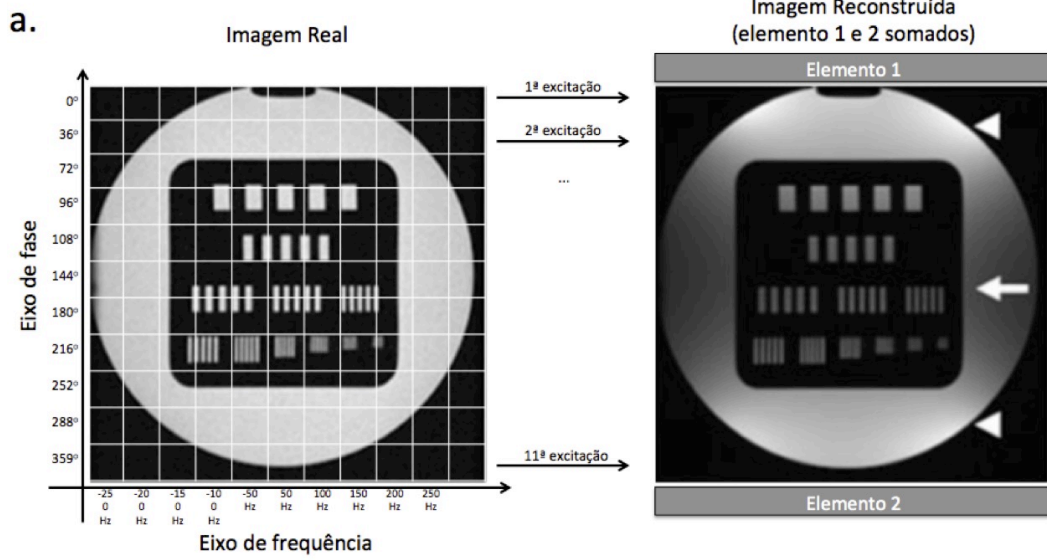 a.
Imagem Real
Imagem Reconstruída
(elemento 1 e 2 somados)
Elemento 1
0°
36°
72°
96°
108°
144°
180°
216°
252°
288°
359°
Eixo de fase
1ª excitação
2ª excitação
...
11ª excitação
-25 -20 -15 -10 -50 50 100 150 200 250
0 0 0 0 Hz Hz Hz Hz Hz Hz
Hz Hz Hz Hz
Eixo de frequência
Elemento 2